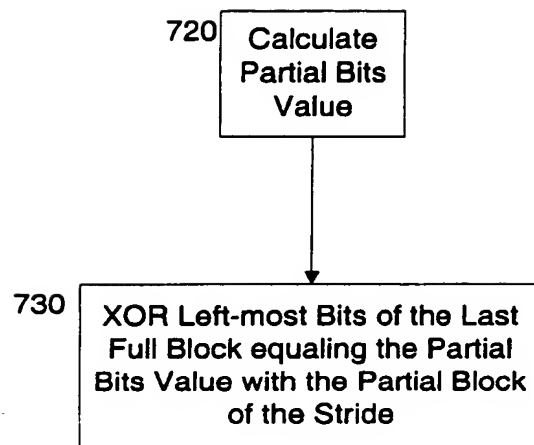 720
Calculate
Partial Bits
Value
730
XOR Left-most Bits of the Last
Full Block equaling the Partial
Bits Value with the Partial Block
of the Stride